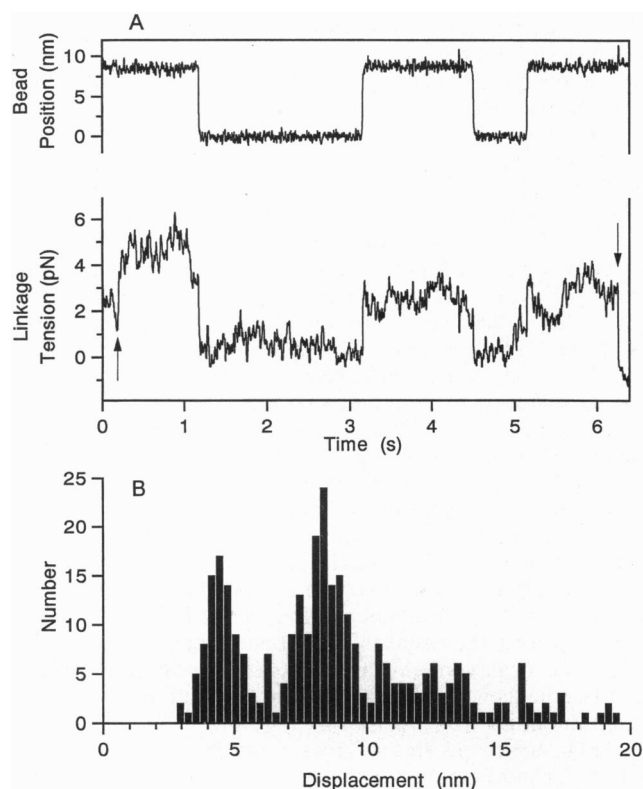 A
Bead
Position (nm)
10
5
0
Linkage
Tension (pN)
6
4
2
0
0 1 2 3 4 5 6
Time (s)
B
Number
25
20
15
10
5
0
0 5 10 15 20
Displacement (nm)